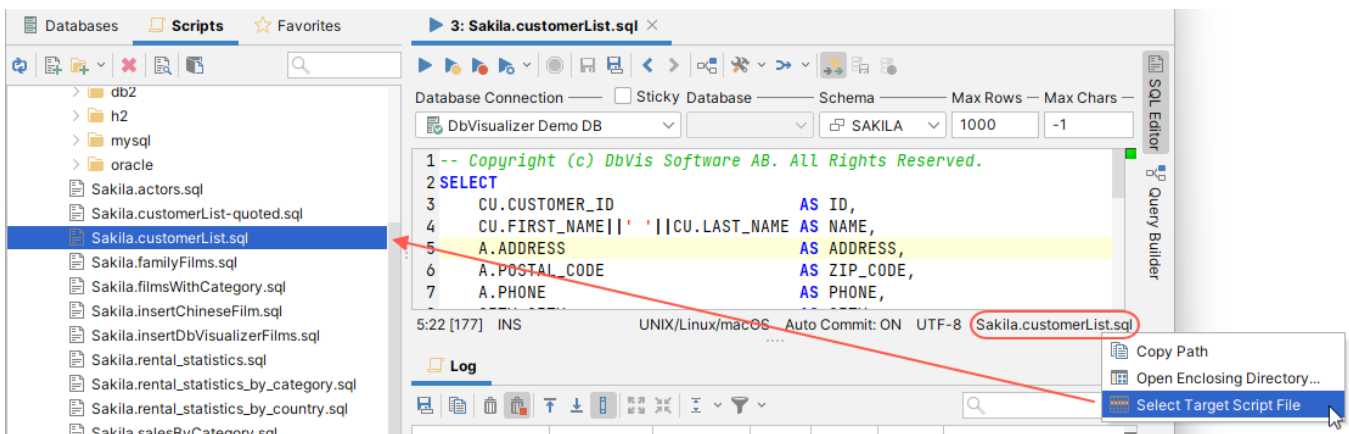 Databases Scripts Favorites
3: Sakila.customerList.sql
Database Connection Sticky Database Schema Max Rows Max Chars
DbVisualizer Demo DB SAKILA 1000 -1
db2
h2
mysql
oracle
Sakila.actors.sql
Sakila.customerList-quoted.sql
Sakila.customerList.sql
Sakila.familyFilms.sql
Sakila.filmsWithCategory.sql
Sakila.insertChineseFilm.sql
Sakila.insertDbVisualizerFilms.sql
Sakila.rental_statistics.sql
Sakila.rental_statistics_by_category.sql
Sakila.rental_statistics_by_country.sql
Sakila.salesByCategory.sql
1 -- Copyright (c) DbVis Software AB. All Rights Reserved.
2 SELECT
3 CU.CUSTOMER_ID AS ID,
4 CU.FIRST_NAME||' '||CU.LAST_NAME AS NAME,
5 A.ADDRESS AS ADDRESS,
6 A.POSTAL_CODE AS ZIP_CODE,
7 A.PHONE AS PHONE,
5:22 [177] INS UNIX/Linux/macOS Auto Commit: ON UTF-8 Sakila.customerList.sql
SQL Editor
Query Builder
Log
Copy Path
Open Enclosing Directory...
Select Target Script File